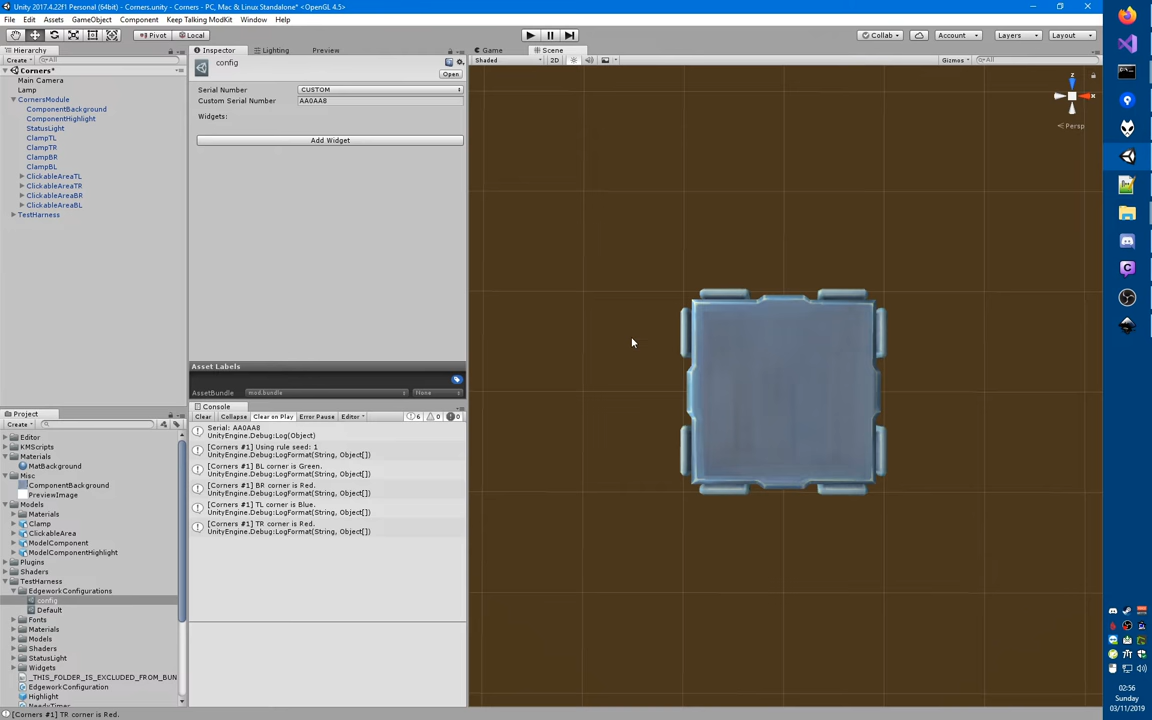 Unity 2017.4.22f1 Personal (64bit) - Corners.unity - Corners - PC, Mac & Linux Standalone* <OpenGL 4.5>
File Edit Assets GameObject Component Keep Talking ModKit Window Help
Pivot Local Collab Account Layers Layout
Hierarchy
Create All
Corners*
Main Camera
Lamp
CornersModule
ComponentBackground
ComponentHighlight
StatusLight
ClampTL
ClampTR
ClampBR
ClampBL
ClickableAreaTL
ClickableAreaTR
ClickableAreaBR
ClickableAreaBL
TestHarness
Inspector Lighting Preview
config
Open
Serial Number CUSTOM
Custom Serial Number AA0AA8
Widgets:
Add Widget
Asset Labels
AssetBundle mod.bundle None
Game Scene
Shaded 2D Gizmos All
z
x
Persp
Project
Create
Editor
KMScripts
Materials
MatBackground
Misc
ComponentBackground
PreviewImage
Models
Materials
Clamp
ClickableArea
ModelComponent
ModelComponentHighlight
Plugins
Shaders
TestHarness
EdgeworkConfigurations
config
Default
Fonts
Materials
Models
Shaders
StatusLight
Widgets
_THIS_FOLDER_IS_EXCLUDED_FROM_BUN
EdgeworkConfiguration
Highlight
NeedyTimer
Console
Clear Collapse Clear on Play Error Pause Editor 6 0 0
Serial: AA0AA8
UnityEngine.Debug:Log(Object)
[Corners #1] Using rule seed: 1
UnityEngine.Debug:LogFormat(String, Object[])
[Corners #1] BL corner is Green.
UnityEngine.Debug:LogFormat(String, Object[])
[Corners #1] BR corner is Red.
UnityEngine.Debug:LogFormat(String, Object[])
[Corners #1] TL corner is Blue.
UnityEngine.Debug:LogFormat(String, Object[])
[Corners #1] TR corner is Red.
UnityEngine.Debug:LogFormat(String, Object[])
[Corners #1] TR corner is Red.
02:56
Sunday
03/11/2019